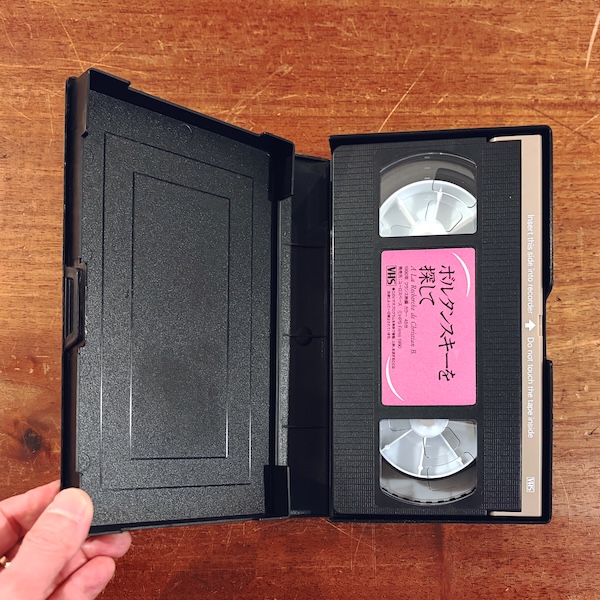 ボルタンスキーを
探して
A La Recherche de Christian B.
VHS
Insert this side into recorder
Do not touch the tape inside
VHS